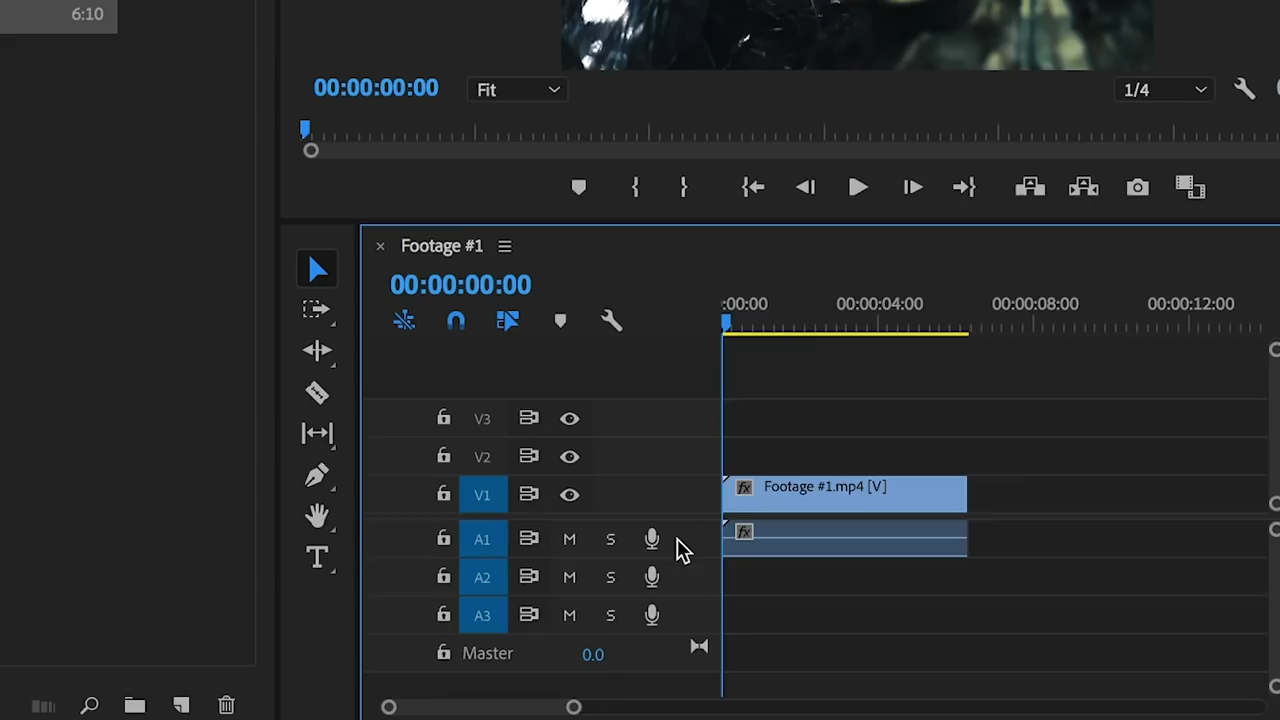 6:10
00:00:00:00 Fit 1/4
Footage #1
00:00:00:00
:00:00 00:00:04:00 00:00:08:00 00:00:12:00
V3
V2
V1 fx Footage #1.mp4 [V]
A1 M S fx
A2 M S
A3 M S
Master 0.0